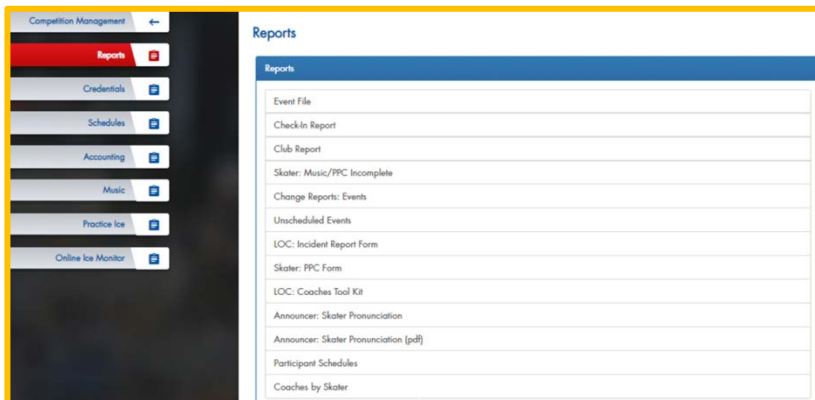 Competition Management
Reports
Credentials
Schedules
Accounting
Music
Practice Ice
Online Ice Monitor
Reports
Reports
Event File
Check-In Report
Club Report
Skater: Music/PPC Incomplete
Change Reports: Events
Unscheduled Events
LOC: Incident Report Form
Skater: PPC Form
LOC: Coaches Tool Kit
Announcer: Skater Pronunciation
Announcer: Skater Pronunciation (pdf)
Participant Schedules
Coaches by Skater